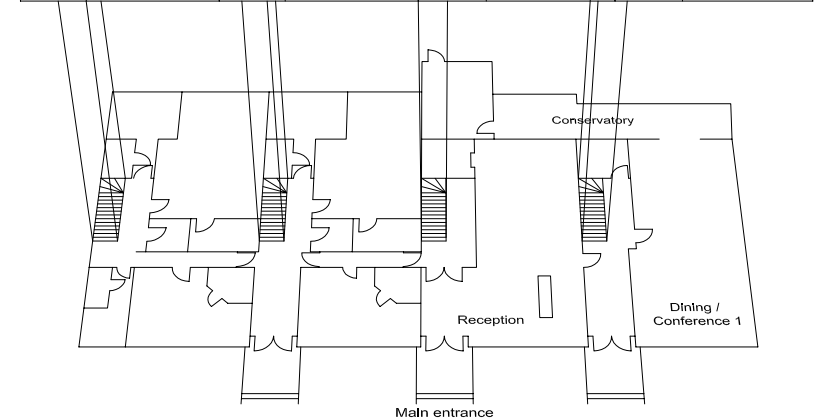 Conservatory
Reception
Dining /
Conference 1
Main entrance